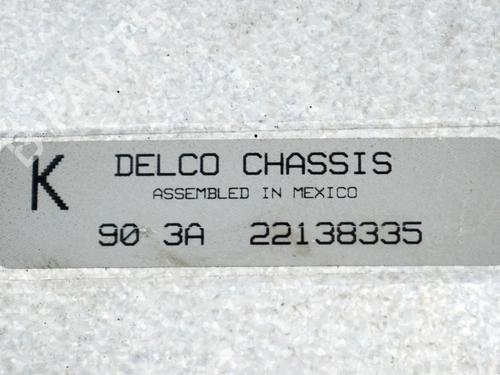 K DELCO CHASSIS
ASSEMBLED IN MEXICO
90 3A 22138335